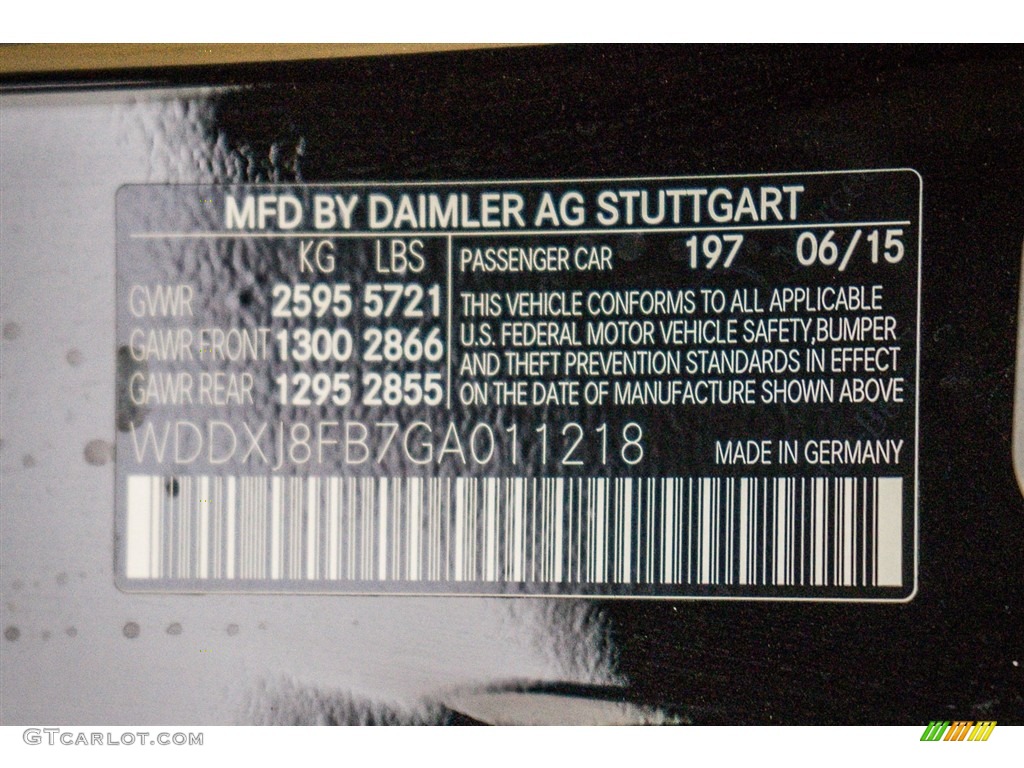 MFD BY DAIMLER AG STUTTGART
KG LBS
GVWR 2595 5721
GAWR FRONT 1300 2866
GAWR REAR 1295 2855
PASSENGER CAR 197 06/15
THIS VEHICLE CONFORMS TO ALL APPLICABLE
U.S. FEDERAL MOTOR VEHICLE SAFETY,BUMPER
AND THEFT PREVENTION STANDARDS IN EFFECT
ON THE DATE OF MANUFACTURE SHOWN ABOVE
WDDXJ8FB7GA011218
MADE IN GERMANY
GTCARLOT.COM